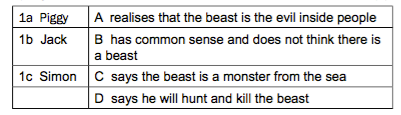 1a Piggy A realises that the beast is the evil inside people
1b Jack B has common sense and does not think there is
a beast
1c Simon C says the beast is a monster from the sea
D says he will hunt and kill the beast